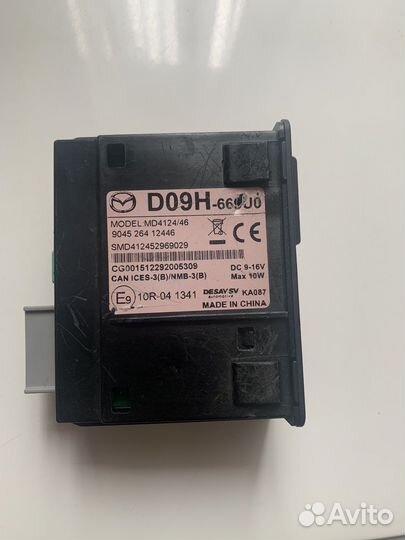 D09H-669U0
MODEL MD4124/46
9045 264 12446
SMD412452969029
CG001512292005309
CAN ICES-3(B)/NMB-3(B)
DC 9-16V
Max 10W
E9 10R-04 1341
DESAY SV
automotive
KA087
MADE IN CHINA
Avito